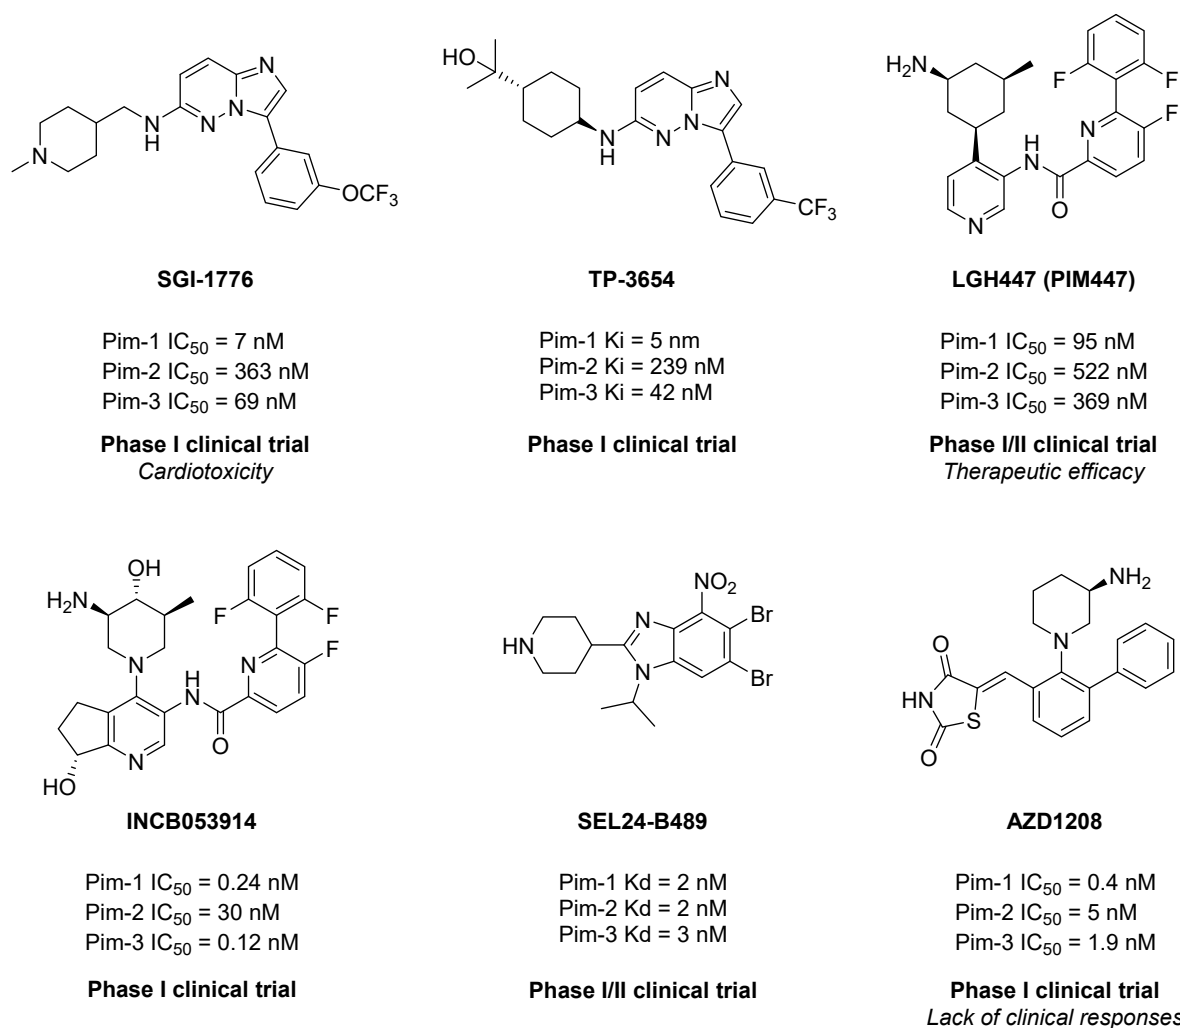 HO
H2N
F
F
F
N
N
N
N
H
N
OCF3
N
N
N
N
H
CF3
H
N
N
O
N
SGI-1776
TP-3654
LGH447 (PIM447)
Pim-1 IC50 = 7 nM
Pim-2 IC50 = 363 nM
Pim-3 IC50 = 69 nM
Pim-1 Ki = 5 nm
Pim-2 Ki = 239 nM
Pim-3 Ki = 42 nM
Pim-1 IC50 = 95 nM
Pim-2 IC50 = 522 nM
Pim-3 IC50 = 369 nM
Phase I clinical trial
Cardiotoxicity
Phase I clinical trial
Phase I/II clinical trial
Therapeutic efficacy
OH
H2N
F
F
F
N
H
N
N
O
N
HO
NO2
Br
Br
N
N
HN
NH2
N
O
HN
S
O
INCB053914
SEL24-B489
AZD1208
Pim-1 IC50 = 0.24 nM
Pim-2 IC50 = 30 nM
Pim-3 IC50 = 0.12 nM
Pim-1 Kd = 2 nM
Pim-2 Kd = 2 nM
Pim-3 Kd = 3 nM
Pim-1 IC50 = 0.4 nM
Pim-2 IC50 = 5 nM
Pim-3 IC50 = 1.9 nM
Phase I clinical trial
Phase I/II clinical trial
Phase I clinical trial
Lack of clinical responses